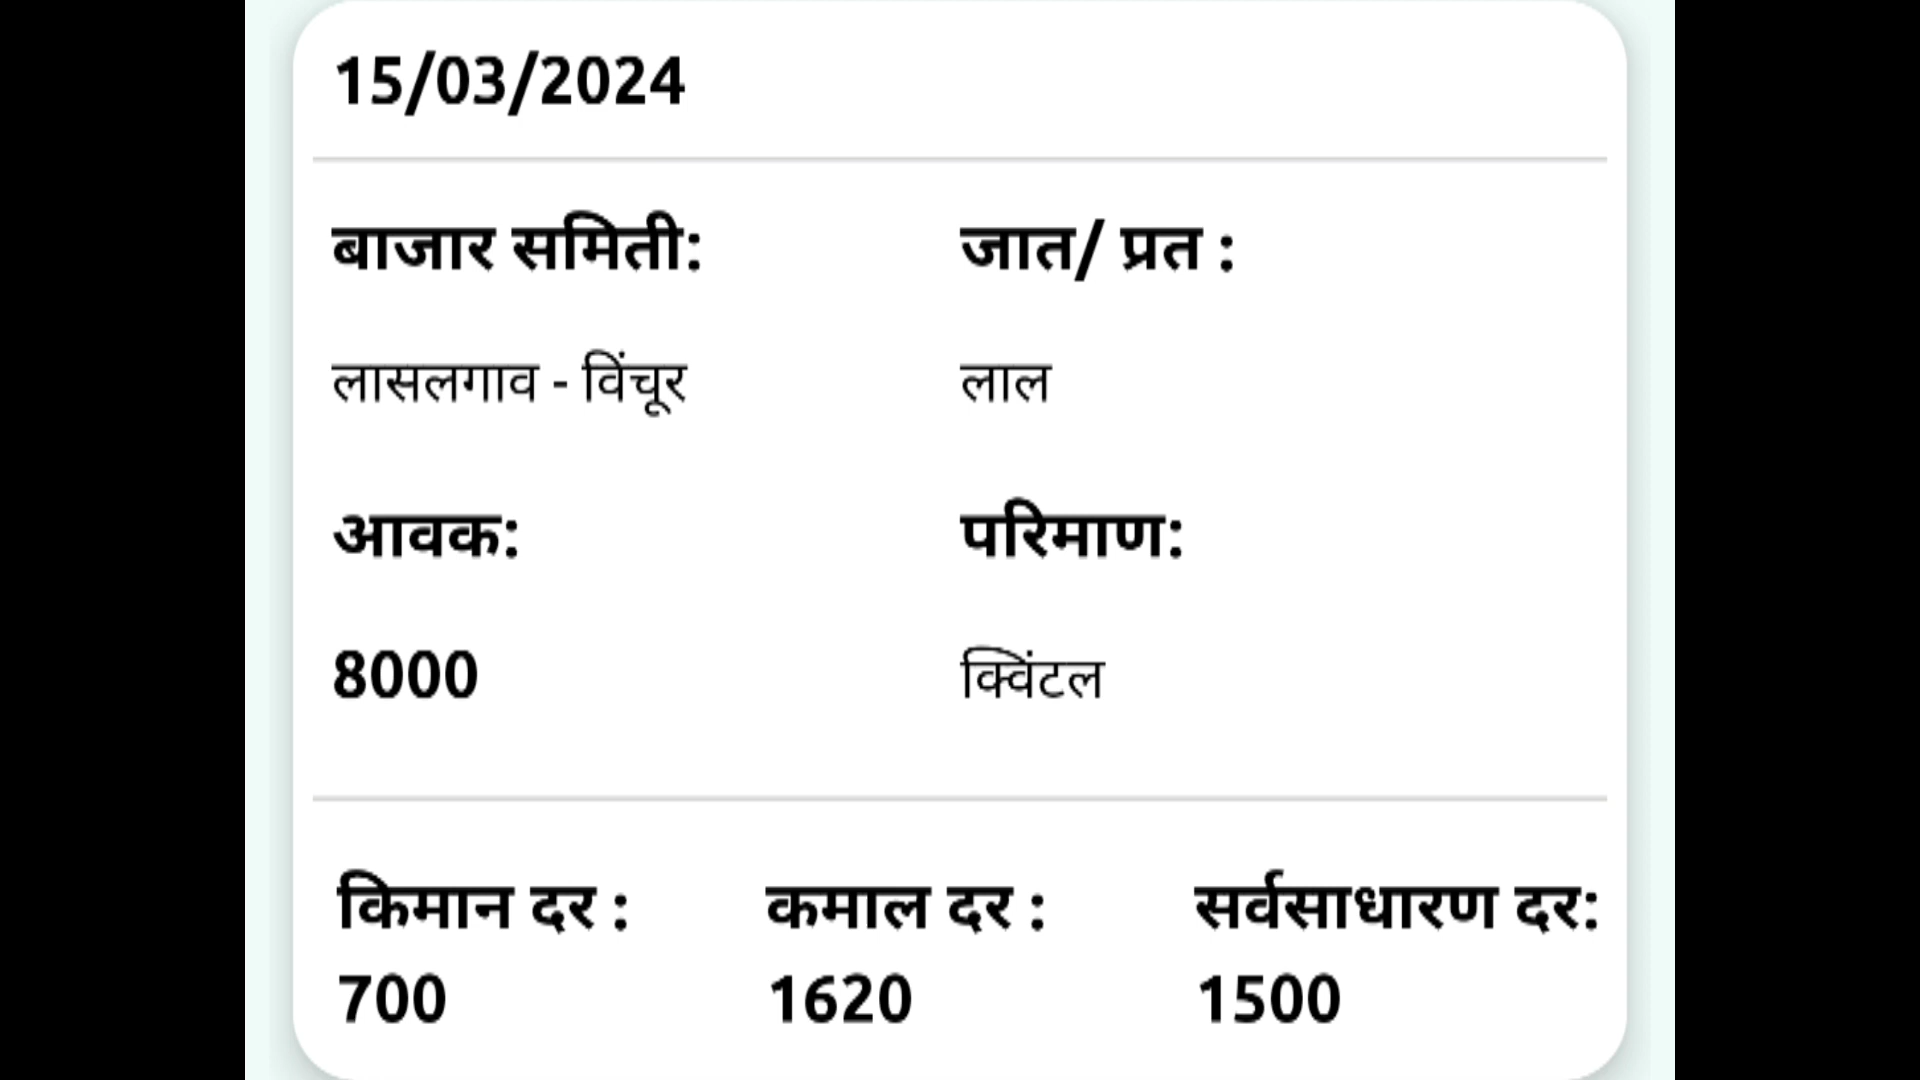 15/03/2024
बाजार समिती: जात/ प्रत :
लासलगाव - विंचूर लाल
आवक: परिमाण:
8000 क्विंटल
किमान दर : कमाल दर : सर्वसाधारण दर:
700 1620 1500